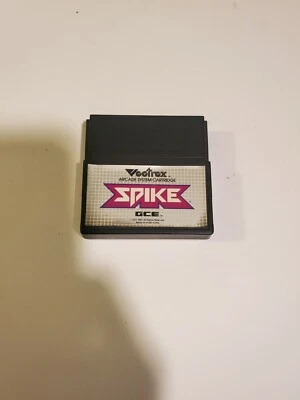 Vectrex
ARCADE SYSTEM CARTRIDGE
SPIKE
GCE